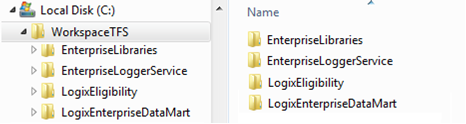 Local Disk (C:)
WorkspaceTFS
EnterpriseLibraries
EnterpriseLoggerService
LogixEligibility
LogixEnterpriseDataMart
Name
EnterpriseLibraries
EnterpriseLoggerService
LogixEligibility
LogixEnterpriseDataMart